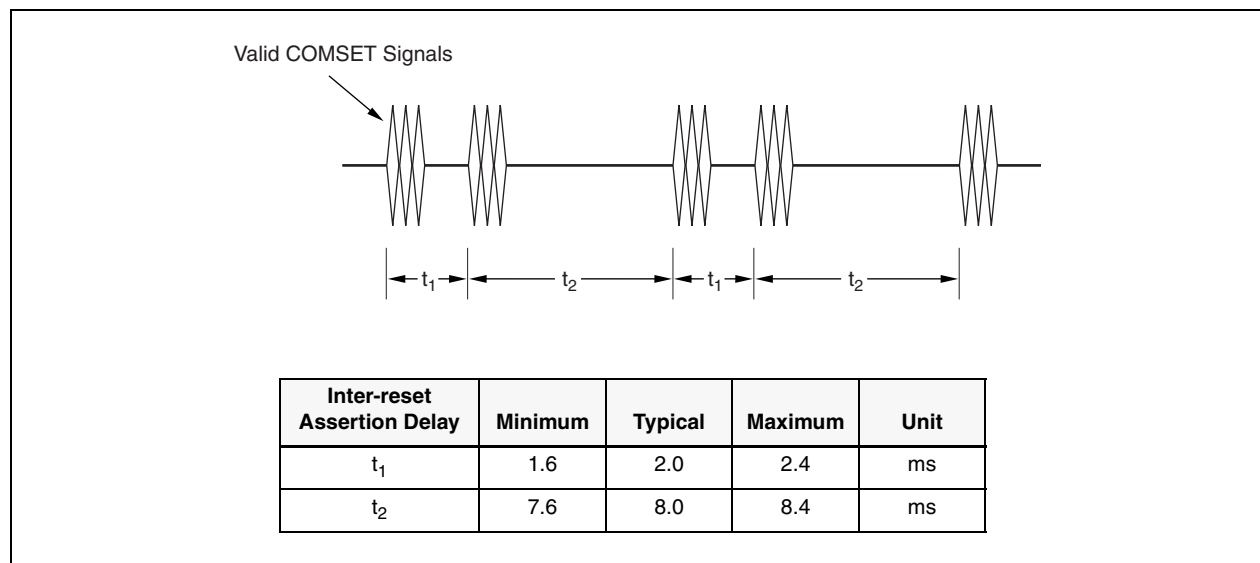 Valid COMSET Signals
t₁ t₂ t₁ t₂
Inter-reset
Assertion Delay Minimum Typical Maximum Unit
t₁ 1.6 2.0 2.4 ms
t₂ 7.6 8.0 8.4 ms